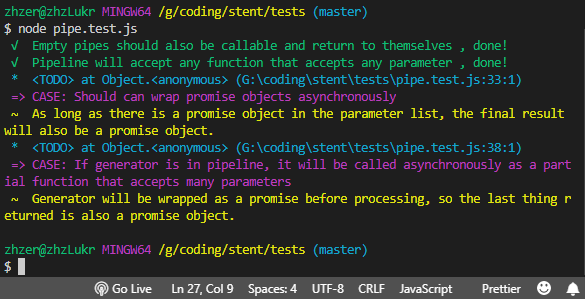 zhzer@zhzLukr MINGW64 /g/coding/stent/tests (master)
$ node pipe.test.js
√ Empty pipes should also be callable and return to themselves , done!
√ Pipeline will accept any function that accepts any parameter , done!
* <TODO> at Object.<anonymous> (G:\coding\stent\tests\pipe.test.js:33:1)
=> CASE: Should can wrap promise objects asynchronously
~ As long as there is a promise object in the parameter list, the final result
will also be a promise object.
* <TODO> at Object.<anonymous> (G:\coding\stent\tests\pipe.test.js:38:1)
=> CASE: If generator is in pipeline, it will be called asynchronously as a part
ial function that accepts many parameters
~ Generator will be wrapped as a promise before processing, so the last thing r
eturned is also a promise object.
zhzer@zhzLukr MINGW64 /g/coding/stent/tests (master)
$
Go Live Ln 27, Col 9 Spaces: 4 UTF-8 CRLF JavaScript Prettier